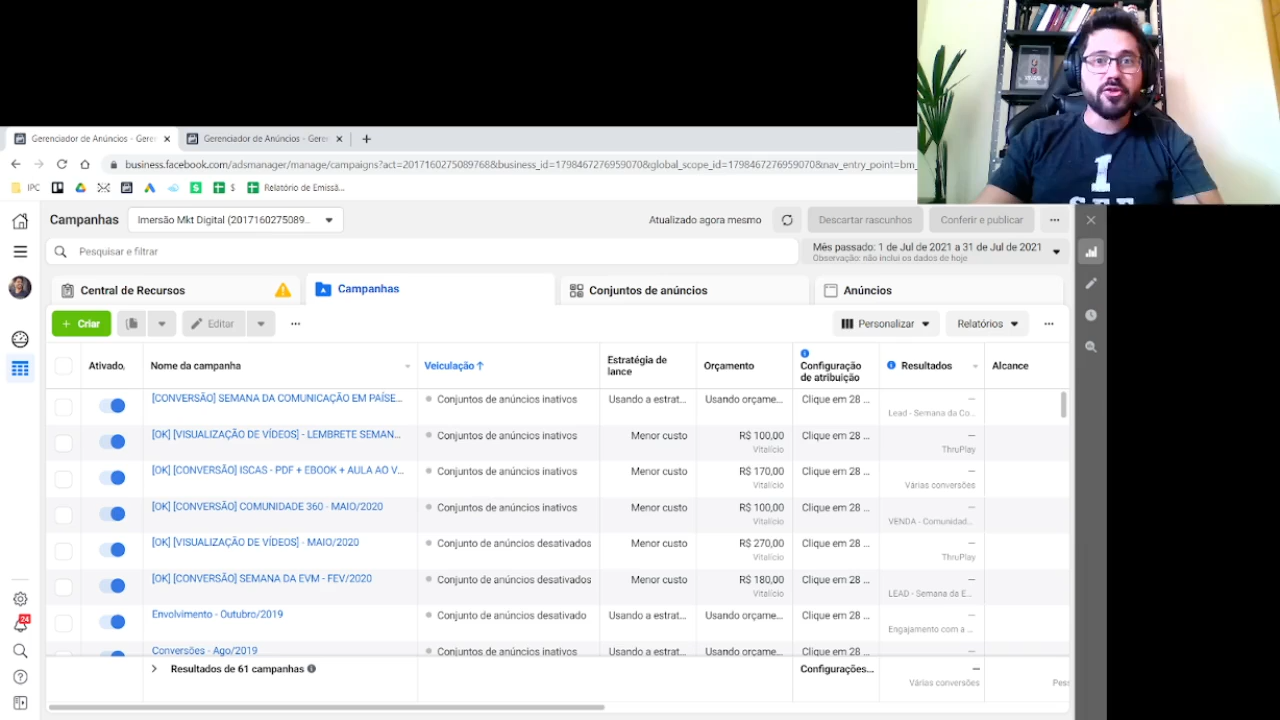 Gerenciador de Anúncios - Geren
Gerenciador de Anúncios - Geren
business.facebook.com/adsmanager/manage/campaigns?act=2017160275089768&business_id=1798467276959070&global_scope_id=1798467276959070&nav_entry_point=bm_
IPC
$
Relatório de Emissã...
1
Campanhas
Imersão Mkt Digital (2017160275089...
Atualizado agora mesmo
Descartar rascunhos
Conferir e publicar
Pesquisar e filtrar
Mês passado: 1 de Jul de 2021 a 31 de Jul de 2021
Observação: não inclui os dados de hoje
Central de Recursos
Campanhas
Conjuntos de anúncios
Anúncios
+ Criar
Editar
Personalizar
Relatórios
Ativado,
Nome da campanha
Veiculação ↑
Estratégia de lance
Orçamento
Configuração de atribuição
Resultados
Alcance
[CONVERSÃO] SEMANA DA COMUNICAÇÃO EM PAÍSE...
Conjuntos de anúncios inativos
Usando a estrat...
Usando orçame...
Clique em 28 ...
—
Lead - Semana da Co...
[OK] [VISUALIZAÇÃO DE VÍDEOS] - LEMBRETE SEMAN...
Conjuntos de anúncios inativos
Menor custo
R$ 100,00
Vitalício
Clique em 28 ...
—
ThruPlay
[OK] [CONVERSÃO] ISCAS - PDF + EBOOK + AULA AO V...
Conjuntos de anúncios inativos
Menor custo
R$ 170,00
Vitalício
Clique em 28 ...
—
Várias conversões
[OK] [CONVERSÃO] COMUNIDADE 360 - MAIO/2020
Conjuntos de anúncios inativos
Menor custo
R$ 100,00
Vitalício
Clique em 28 ...
—
VENDA - Comunidad...
[OK] [VISUALIZAÇÃO DE VÍDEOS] - MAIO/2020
Conjunto de anúncios desativados
Menor custo
R$ 270,00
Vitalício
Clique em 28 ...
—
ThruPlay
[OK] [CONVERSÃO] SEMANA DA EVM - FEV/2020
Conjunto de anúncios desativados
Menor custo
R$ 180,00
Vitalício
Clique em 28 ...
—
LEAD - Semana da E...
Envolvimento - Outubro/2019
Conjunto de anúncios desativado
Usando a estrat...
Usando orçame...
Clique em 28 ...
—
Engajamento com a ...
Conversões - Ago/2019
Conjuntos de anúncios inativos
Usando a estrat...
Usando orçame...
Clique em 28 ...
—
24
Resultados de 61 campanhas
Configurações...
—
Várias conversões